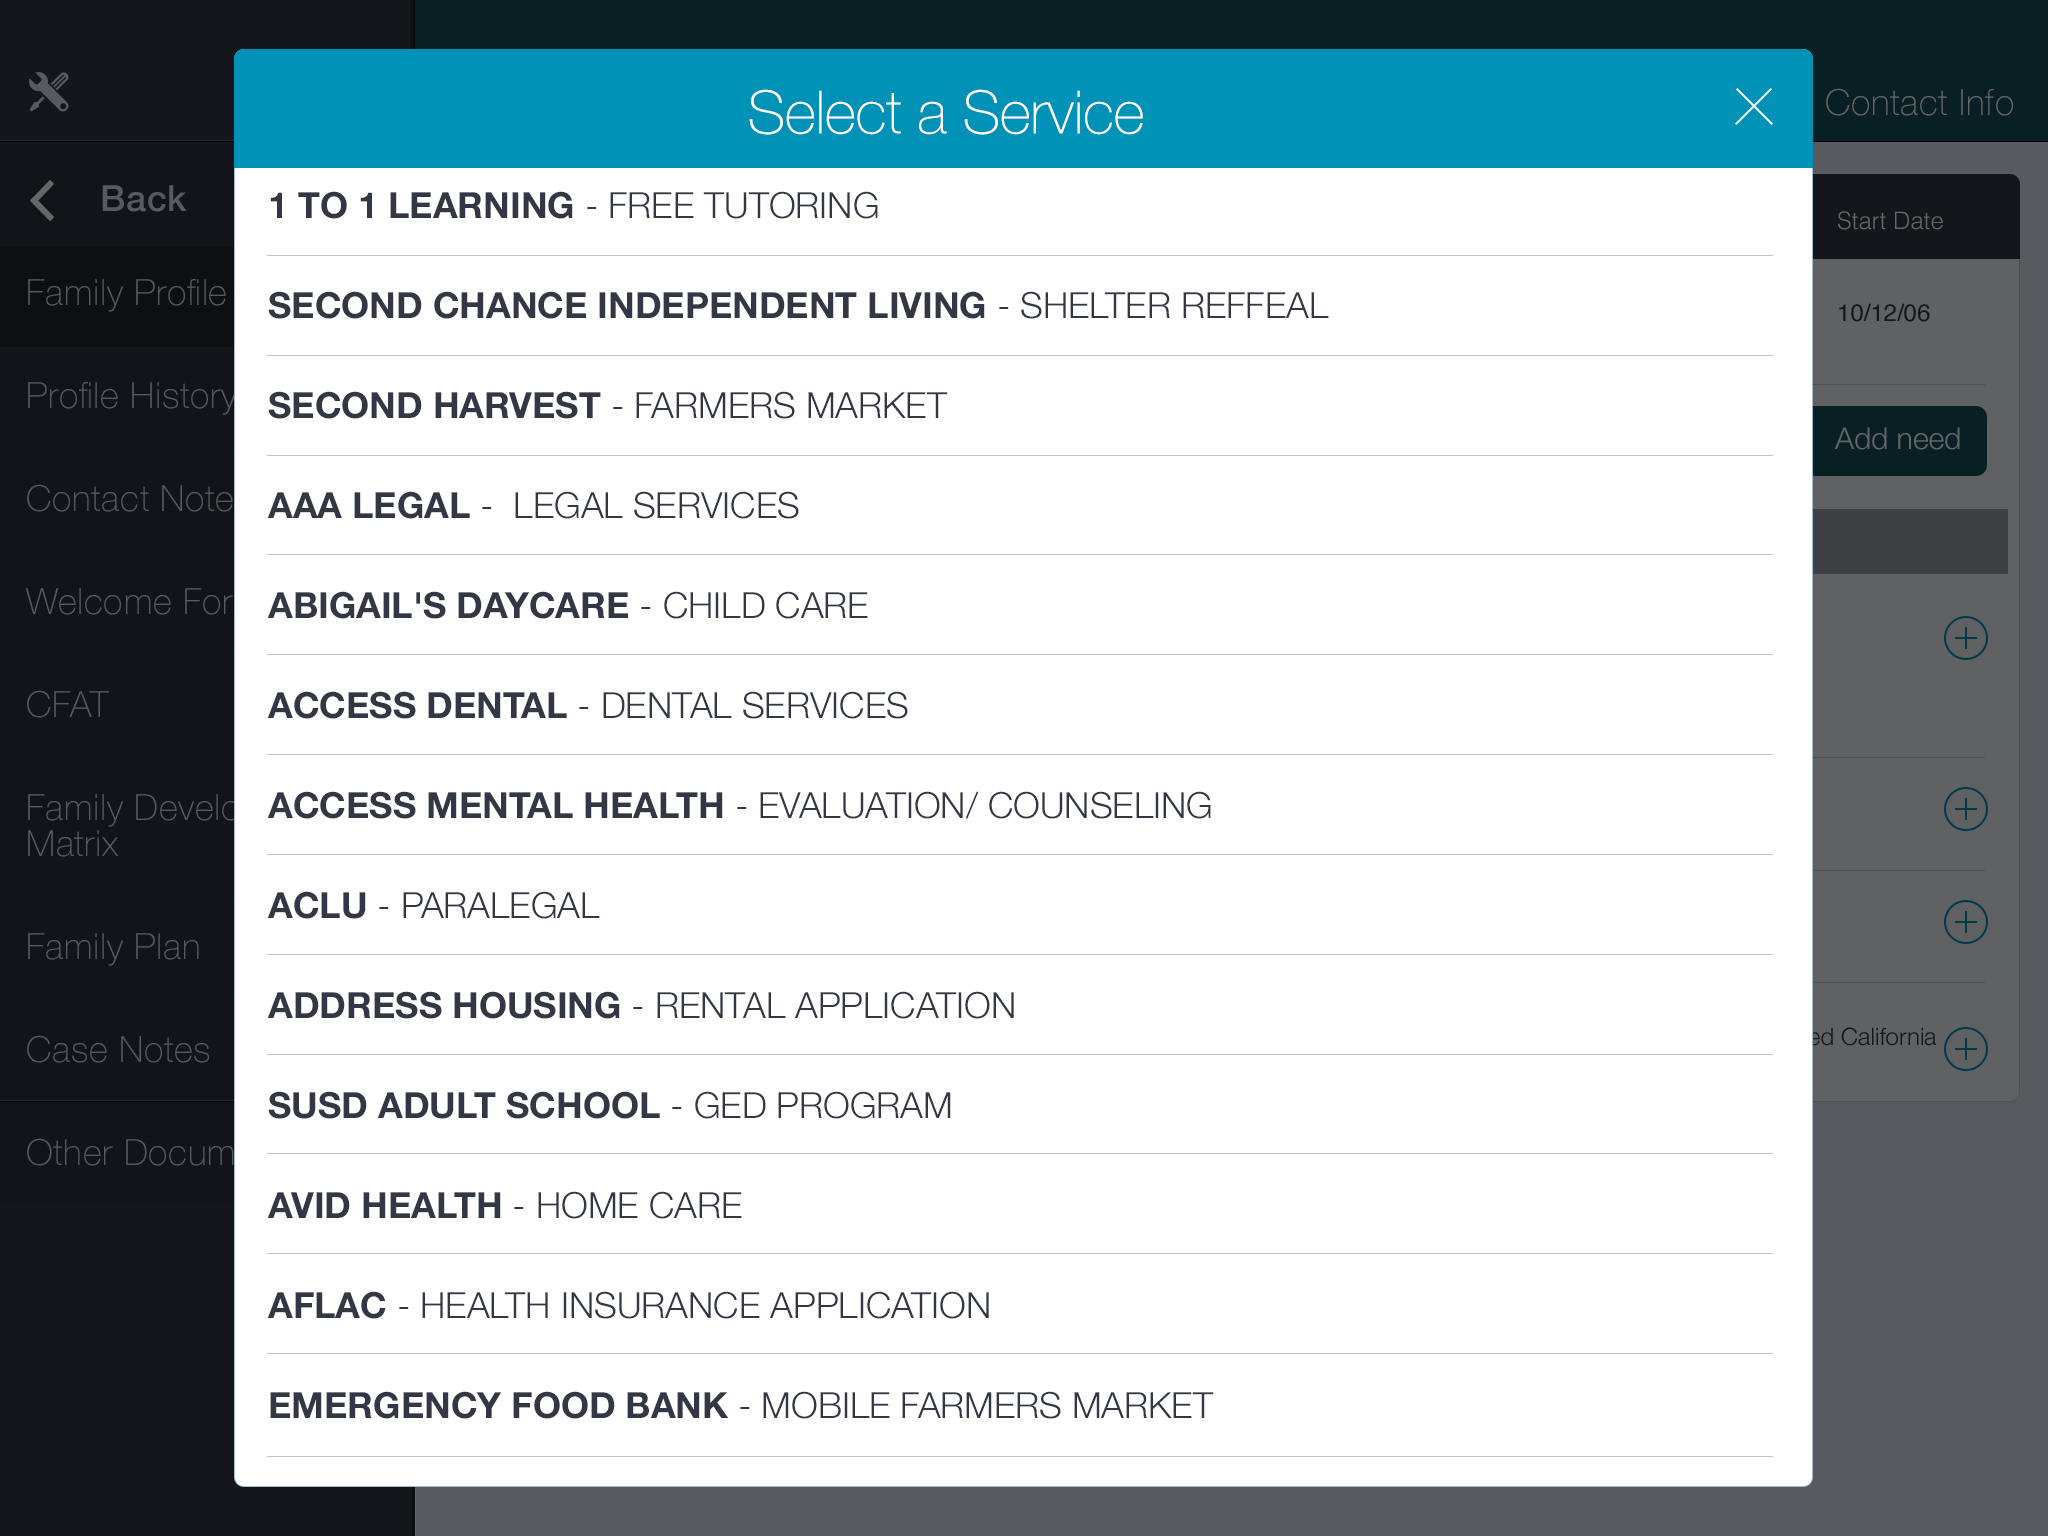 Select a Service
Contact Info
Back
Family Profile
Profile History
Contact Note
Welcome For
CFAT
Family Develo
Matrix
Family Plan
Case Notes
Other Docum
1 TO 1 LEARNING - FREE TUTORING
SECOND CHANCE INDEPENDENT LIVING - SHELTER REFFEAL
SECOND HARVEST - FARMERS MARKET
AAA LEGAL - LEGAL SERVICES
ABIGAIL'S DAYCARE - CHILD CARE
ACCESS DENTAL - DENTAL SERVICES
ACCESS MENTAL HEALTH - EVALUATION/ COUNSELING
ACLU - PARALEGAL
ADDRESS HOUSING - RENTAL APPLICATION
SUSD ADULT SCHOOL - GED PROGRAM
AVID HEALTH - HOME CARE
AFLAC - HEALTH INSURANCE APPLICATION
EMERGENCY FOOD BANK - MOBILE FARMERS MARKET
Start Date
10/12/06
Add need
ed California